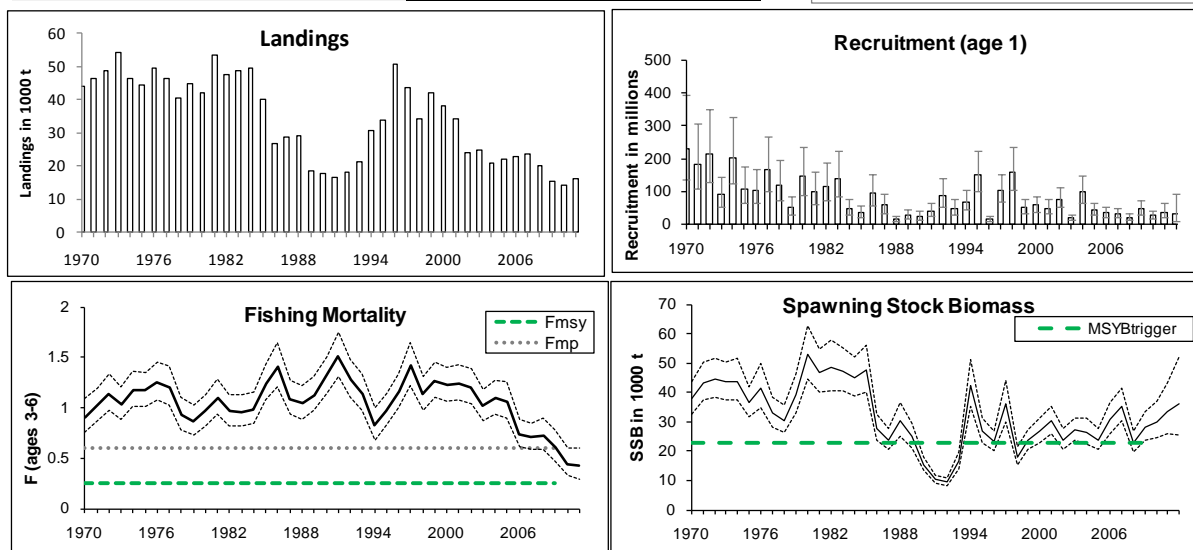 Landings
Landings in 1000 t
60
50
40
30
20
10
0
1970 1976 1982 1988 1994 2000 2006
Recruitment (age 1)
Recruitment in millions
500
400
300
200
100
0
1970 1976 1982 1988 1994 2000 2006
Fishing Mortality
F (ages 3-6)
2
1.5
1
0.5
0
Fmsy
Fmp
1970 1976 1982 1988 1994 2000 2006
Spawning Stock Biomass
SSB in 1000 t
70
60
50
40
30
20
10
0
MSYBtrigger
1970 1976 1982 1988 1994 2000 2006